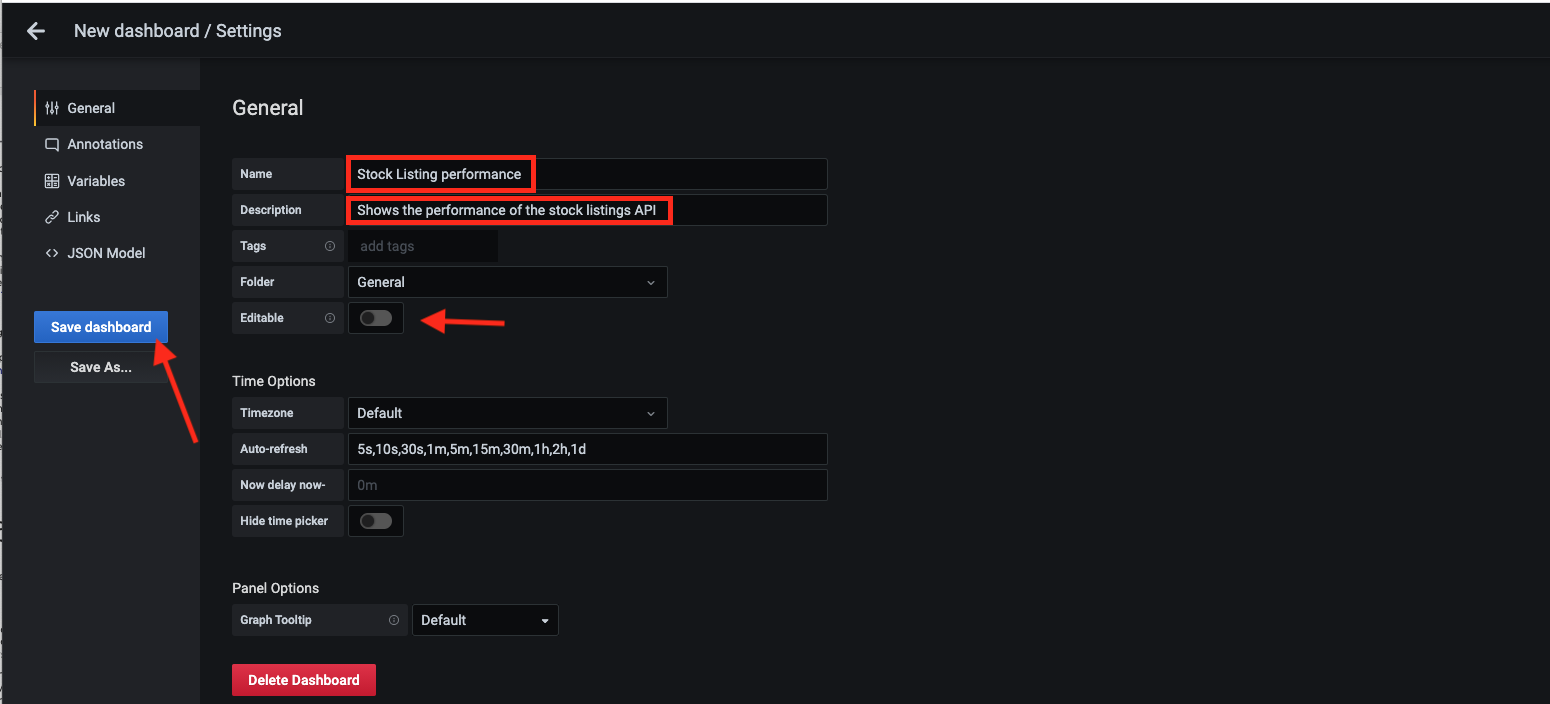 New dashboard / Settings
General
Annotations
Variables
Links
JSON Model
Save dashboard
Save As...
General
Name Stock Listing performance
Description Shows the performance of the stock listings API
Tags add tags
Folder General
Editable
Time Options
Timezone Default
Auto-refresh 5s,10s,30s,1m,5m,15m,30m,1h,2h,1d
Now delay now- 0m
Hide time picker
Panel Options
Graph Tooltip Default
Delete Dashboard